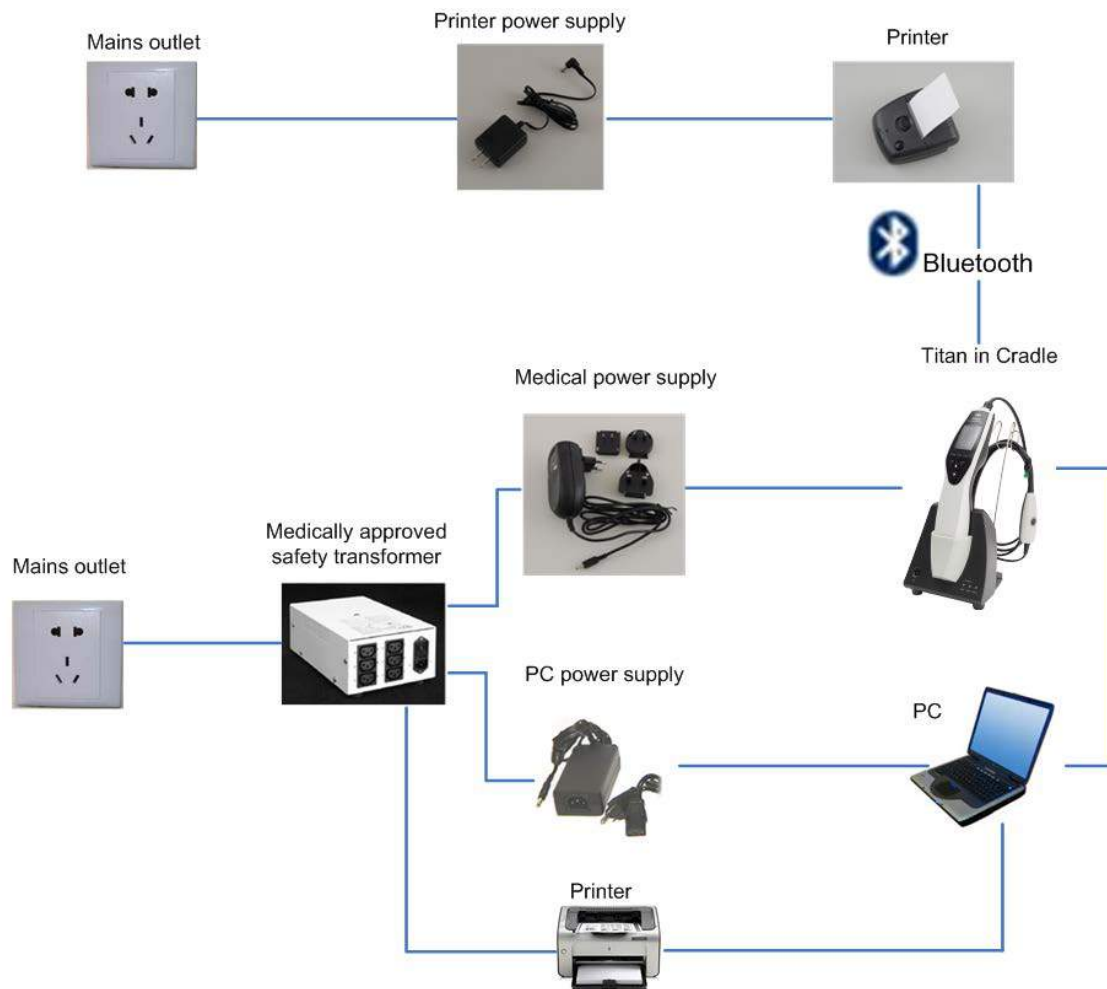 Printer power supply
Mains outlet
Printer
Bluetooth
Titan in Cradle
Medical power supply
Medically approved
safety transformer
Mains outlet
PC power supply
PC
Printer